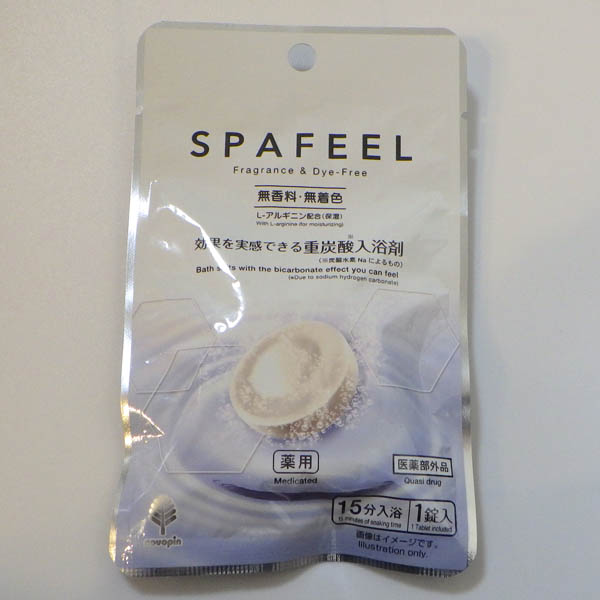 SPAFEEL
Fragrance & Dye-Free
無香料・無着色
L-アルギニン配合(保湿)
With L-arginine (for moisturizing)
効果を実感できる重炭酸※入浴剤
(※炭酸水素Naによるもの)
Bath salts with the bicarbonate effect you can feel
(※Due to sodium hydrogen carbonate)
薬用
Medicated
医薬部外品
Quasi drug
15分入浴
15 minutes of soaking time
1錠入
1 Tablet included
novopin
画像はイメージです。
Illustration only.